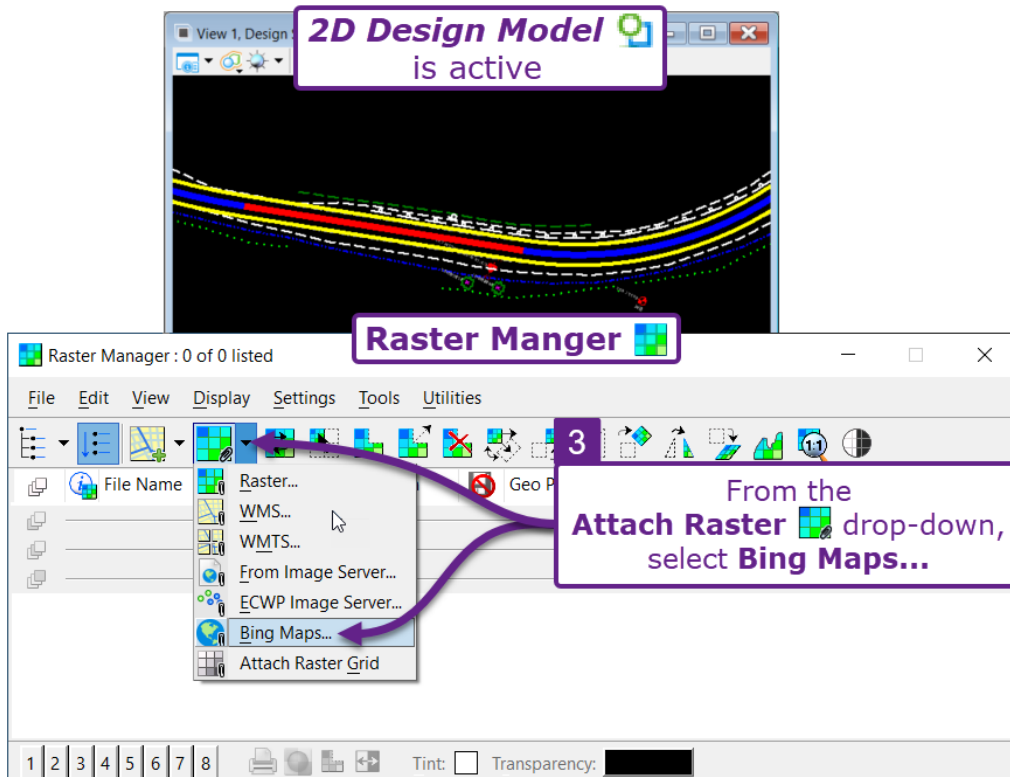 View 1, Design
2D Design Model
is active
Raster Manger
Raster Manager : 0 of 0 listed
File Edit View Display Settings Tools Utilities
3
1:1
File Name
Geo P
Raster...
WMS...
WMTS...
From Image Server...
ECWP Image Server...
Bing Maps...
Attach Raster Grid
From the
Attach Raster drop-down,
select Bing Maps...
1 2 3 4 5 6 7 8 Tint: Transparency: